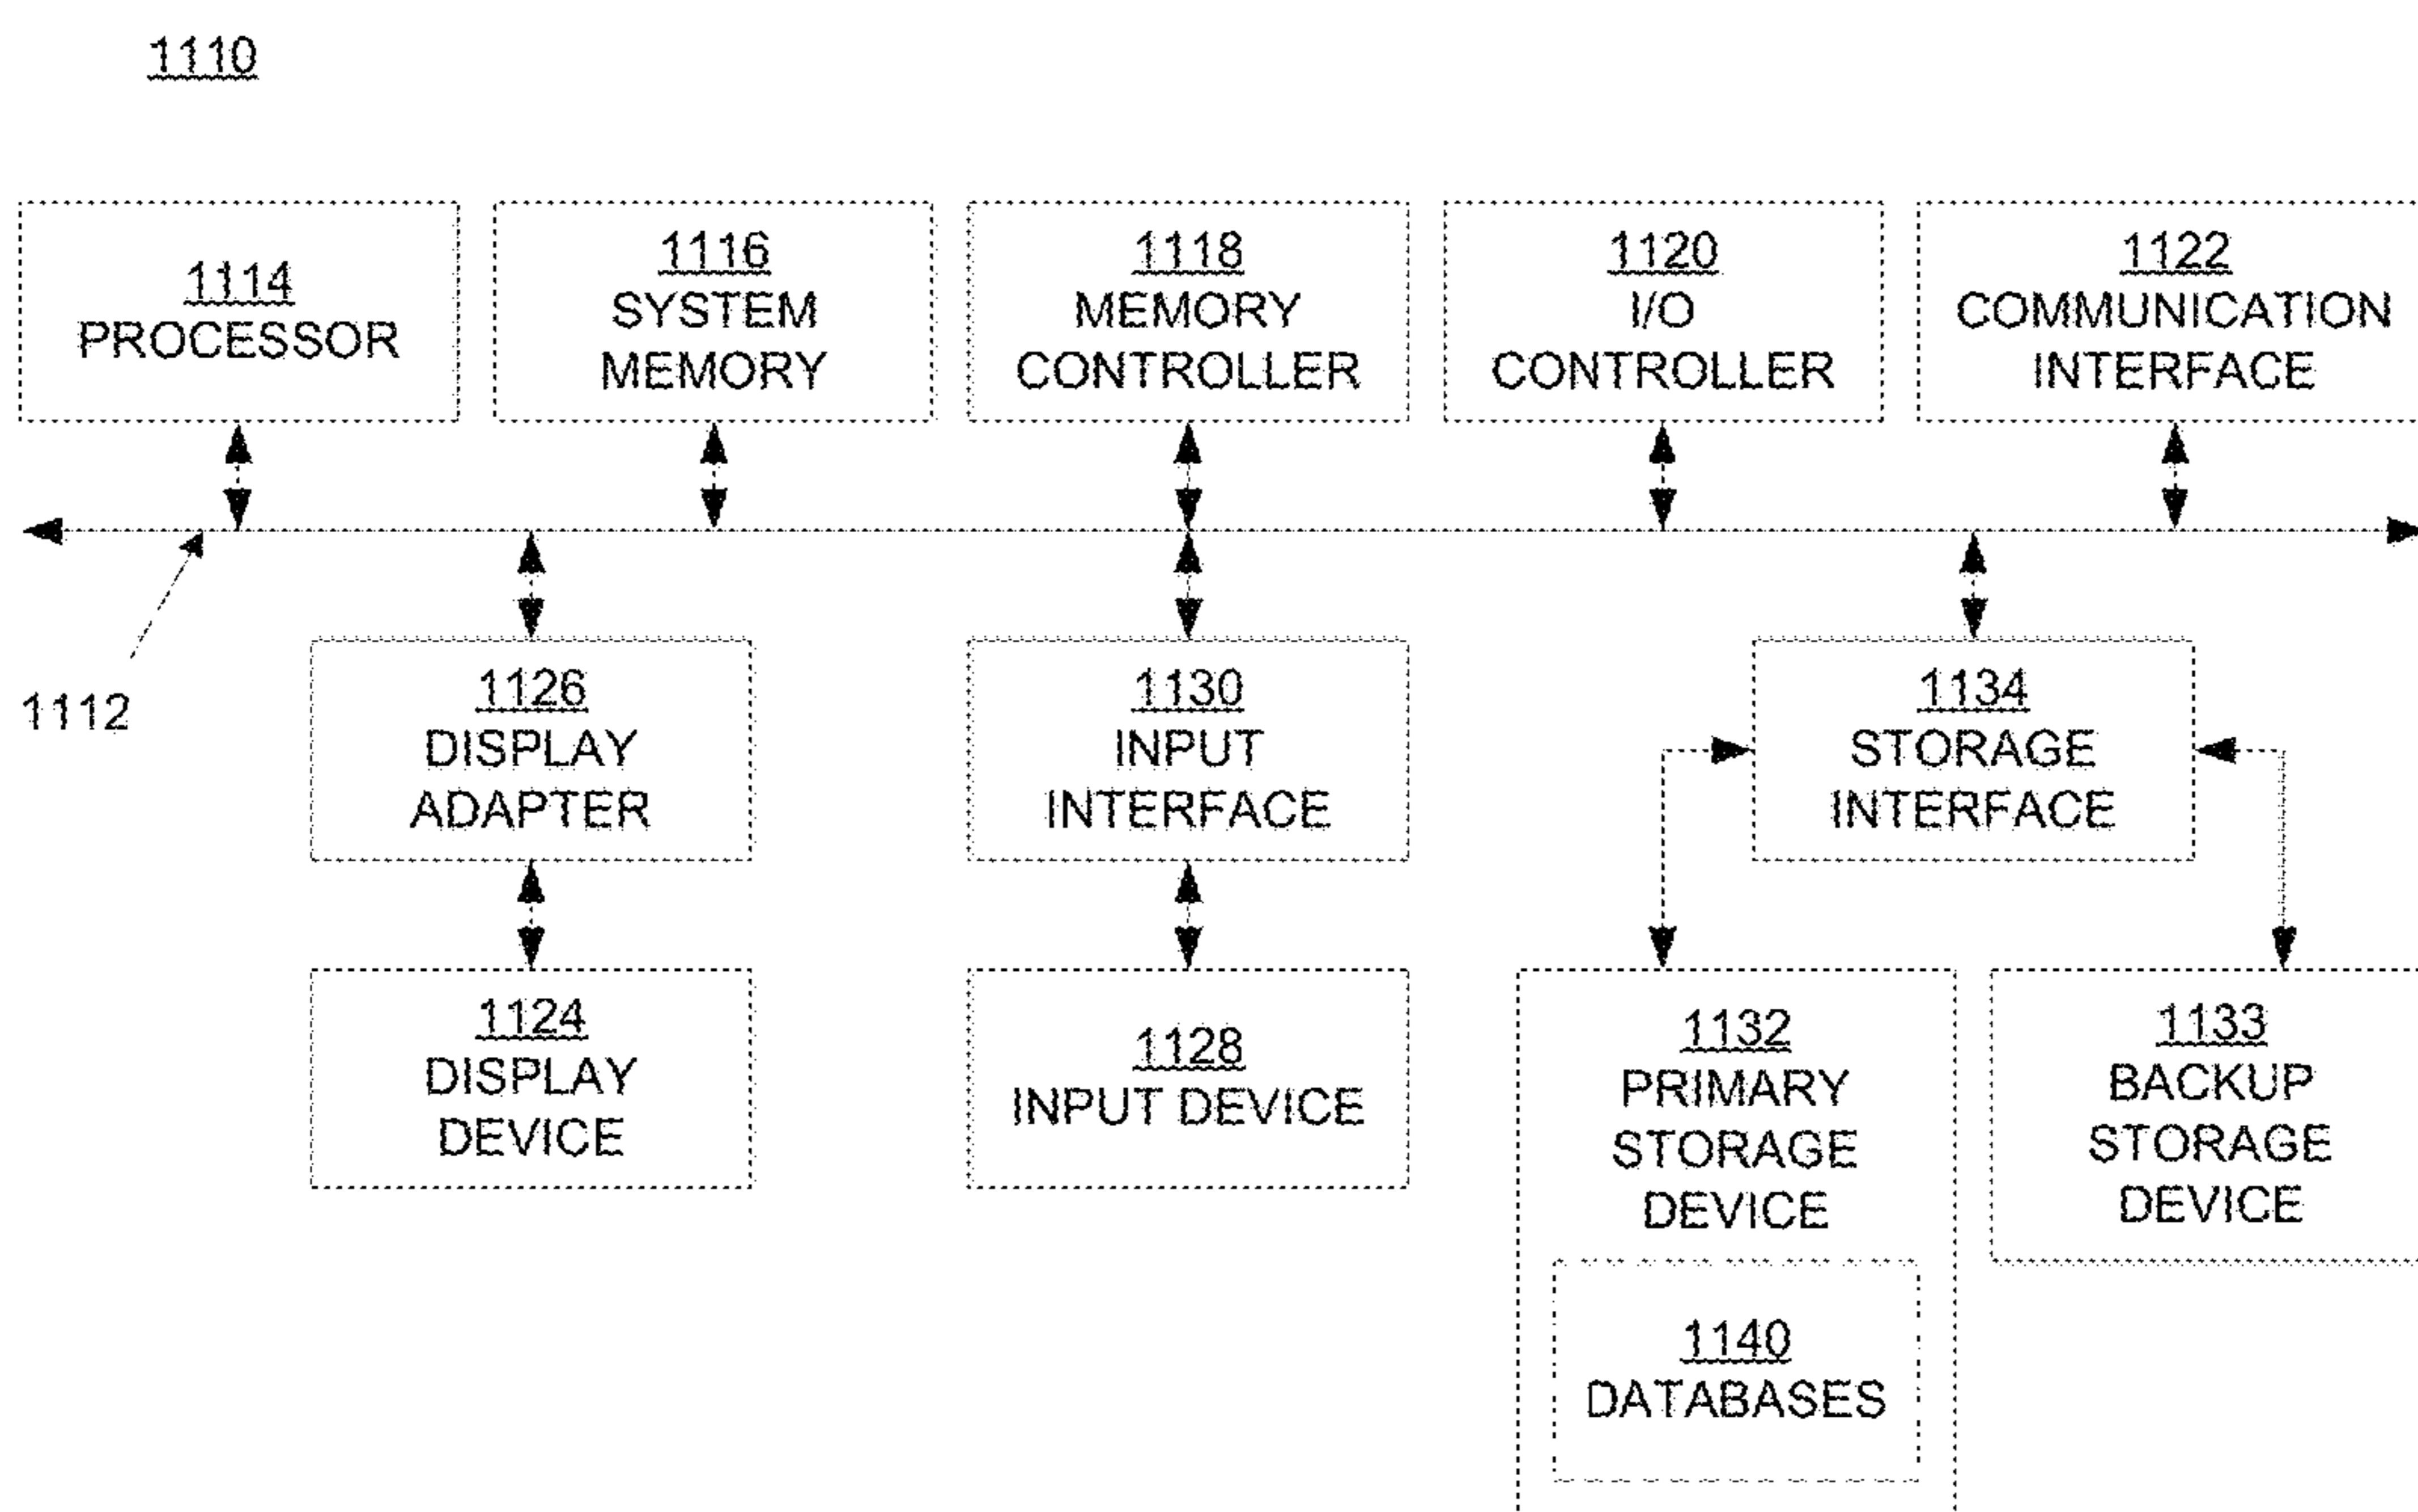 1110
1114
PROCESSOR
1116
SYSTEM
MEMORY
1118
MEMORY
CONTROLLER
1120
I/O
CONTROLLER
1122
COMMUNICATION
INTERFACE
1112
1126
DISPLAY
ADAPTER
1130
INPUT
INTERFACE
1134
STORAGE
INTERFACE
1124
DISPLAY
DEVICE
1128
INPUT DEVICE
1132
PRIMARY
STORAGE
DEVICE
1133
BACKUP
STORAGE
DEVICE
1140
DATABASES